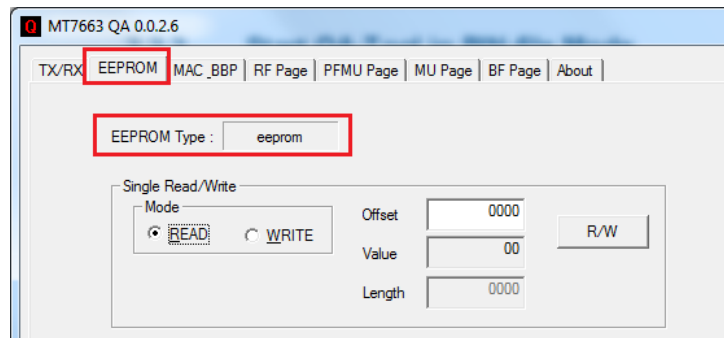 MT7663 QA 0.0.2.6
TX/RX EEPROM MAC_BBP RF Page PFMU Page MU Page BF Page About
EEPROM Type : eeprom
Single Read/Write
Mode
READ WRITE
Offset 0000
R/W
Value 00
Length 0000